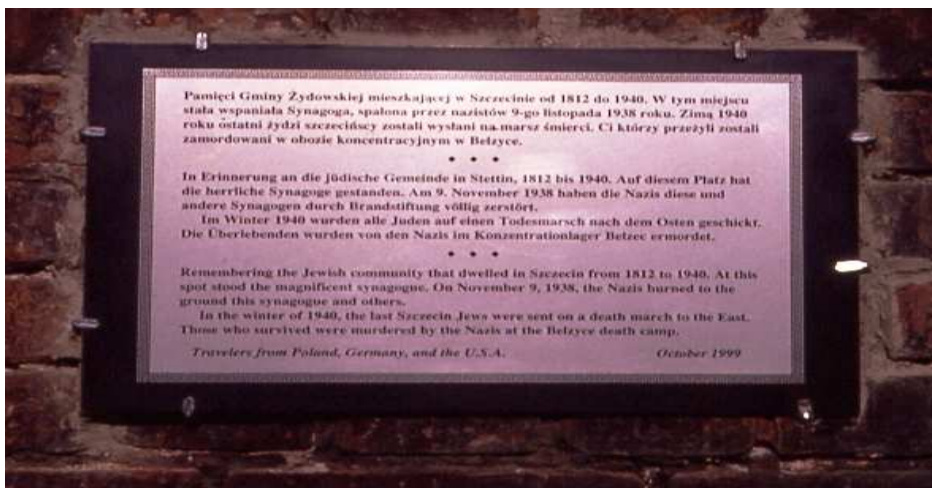 Pamięci Gminy Żydowskiej mieszkającej w Szczecinie od 1812 do 1940. W tym miejscu
stała wspaniała Synagoga, spalona przez nazistów 9-go listopada 1938 roku. Zimą 1940
roku ostatni żydzi szczecińscy zostali wysłani na marsz śmierci. Ci którzy przeżyli zostali
zamordowani w obozie koncentracyjnym w Bełzyce.
* * *
In Erinnerung an die jüdische Gemeinde in Stettin, 1812 bis 1940. Auf diesem Platz hat
die herrliche Synagoge gestanden. Am 9. November 1938 haben die Nazis diese und
andere Synagogen durch Brandstiftung völlig zerstört.
Im Winter 1940 wurden alle Juden auf einen Todesmarsch nach dem Osten geschickt.
Die Überlebenden wurden von den Nazis im Konzentrationlager Belzec ermordet.
* * *
Remembering the Jewish community that dwelled in Szczecin from 1812 to 1940. At this
spot stood the magnificent synagogue. On November 9, 1938, the Nazis burned to the
ground this synagogue and others.
In the winter of 1940, the last Szczecin Jews were sent on a death march to the East.
Those who survived were murdered by the Nazis at the Belzyce death camp.
Travelers from Poland, Germany, and the U.S.A. October 1999